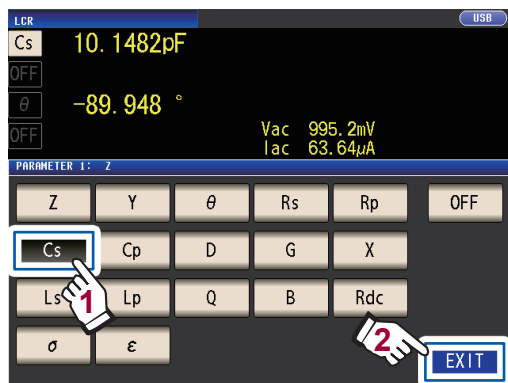 LCR USB
Cs 10.1482pF
OFF
θ -89.948 °
OFF
Vac 995.2mV
Iac 63.64μA
PARAMETER 1: Z
Z Y θ Rs Rp OFF
Cs Cp D G X
Ls Lp Q B Rdc
1
2
σ ε EXIT